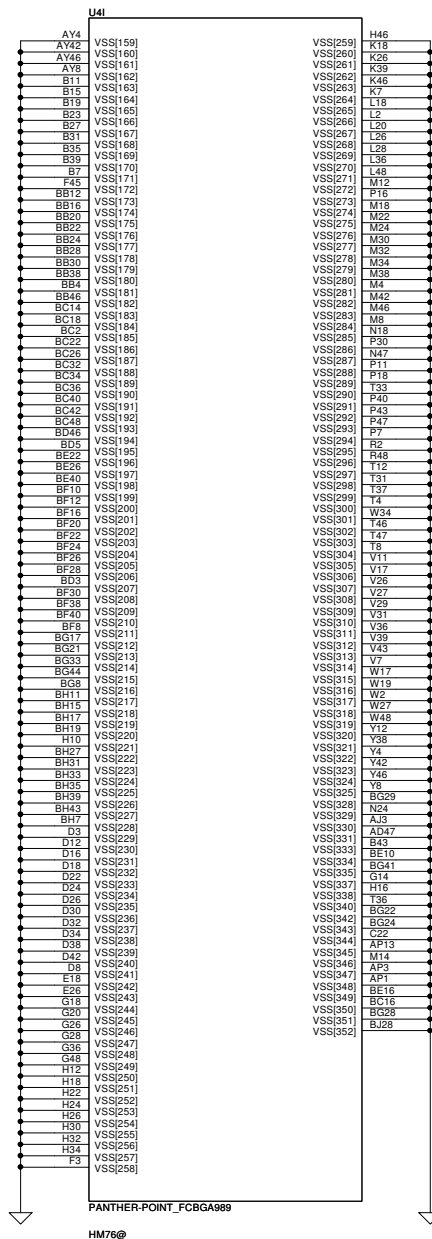 U4I
AY4 VSS[159] VSS[259] H46
AY42 VSS[160] VSS[260] K18
AY46 VSS[161] VSS[261] K26
AY8 VSS[162] VSS[262] K39
B11 VSS[163] VSS[263] K46
B15 VSS[164] VSS[264] K7
B19 VSS[165] VSS[265] L18
B23 VSS[166] VSS[266] L2
B27 VSS[167] VSS[267] L20
B31 VSS[168] VSS[268] L26
B35 VSS[169] VSS[269] L28
B39 VSS[170] VSS[270] L36
B7 VSS[171] VSS[271] L48
F45 VSS[172] VSS[272] M12
BB12 VSS[173] VSS[273] P16
BB16 VSS[174] VSS[274] M18
BB20 VSS[175] VSS[275] M22
BB22 VSS[176] VSS[276] M24
BB24 VSS[177] VSS[277] M30
BB28 VSS[178] VSS[278] M32
BB30 VSS[179] VSS[279] M34
BB38 VSS[180] VSS[280] M38
BB4 VSS[181] VSS[281] M4
BB46 VSS[182] VSS[282] M42
BC14 VSS[183] VSS[283] M46
BC18 VSS[184] VSS[284] M8
BC2 VSS[185] VSS[285] N18
BC22 VSS[186] VSS[286] P30
BC26 VSS[187] VSS[287] N47
BC32 VSS[188] VSS[288] P11
BC34 VSS[189] VSS[289] P18
BC36 VSS[190] VSS[290] T33
BC40 VSS[191] VSS[291] P40
BC42 VSS[192] VSS[292] P43
BC48 VSS[193] VSS[293] P47
BD46 VSS[194] VSS[294] P7
BD5 VSS[195] VSS[295] R2
BE22 VSS[196] VSS[296] R48
BE26 VSS[197] VSS[297] T12
BE40 VSS[198] VSS[298] T31
BF10 VSS[199] VSS[299] T37
BF12 VSS[200] VSS[300] T4
BF16 VSS[201] VSS[301] W34
BF20 VSS[202] VSS[302] T46
BF22 VSS[203] VSS[303] T47
BF24 VSS[204] VSS[304] T8
BF26 VSS[205] VSS[305] V11
BF28 VSS[206] VSS[306] V17
BD3 VSS[207] VSS[307] V26
BF30 VSS[208] VSS[308] V27
BF38 VSS[209] VSS[309] V29
BF40 VSS[210] VSS[310] V31
BF8 VSS[211] VSS[311] V36
BG17 VSS[212] VSS[312] V39
BG21 VSS[213] VSS[313] V43
BG33 VSS[214] VSS[314] V7
BG44 VSS[215] VSS[315] W17
BG8 VSS[216] VSS[316] W19
BH11 VSS[217] VSS[317] W2
BH15 VSS[218] VSS[318] W27
BH17 VSS[219] VSS[319] W48
BH19 VSS[220] VSS[320] Y12
H10 VSS[221] VSS[321] Y38
BH27 VSS[222] VSS[322] Y4
BH31 VSS[223] VSS[323] Y42
BH33 VSS[224] VSS[324] Y46
BH35 VSS[225] VSS[325] Y8
BH39 VSS[226] VSS[328] BG29
BH43 VSS[227] VSS[329] N24
BH7 VSS[228] VSS[330] AJ3
D3 VSS[229] VSS[331] AD47
D12 VSS[230] VSS[333] B43
D16 VSS[231] VSS[334] BE10
D18 VSS[232] VSS[335] BG41
D22 VSS[233] VSS[337] G14
D24 VSS[234] VSS[338] H16
D26 VSS[235] VSS[340] T36
D30 VSS[236] VSS[342] BG22
D32 VSS[237] VSS[343] BG24
D34 VSS[238] VSS[344] C22
D38 VSS[239] VSS[345] AP13
D42 VSS[240] VSS[346] M14
D8 VSS[241] VSS[347] AP3
E18 VSS[242] VSS[348] AP1
E26 VSS[243] VSS[349] BE16
G18 VSS[244] VSS[350] BC16
G20 VSS[245] VSS[351] BG28
G26 VSS[246] VSS[352] BJ28
G28 VSS[247]
G36 VSS[248]
G48 VSS[249]
H12 VSS[250]
H18 VSS[251]
H22 VSS[252]
H24 VSS[253]
H26 VSS[254]
H30 VSS[255]
H32 VSS[256]
H34 VSS[257]
F3 VSS[258]
PANTHER-POINT_FCBGA989
HM76@